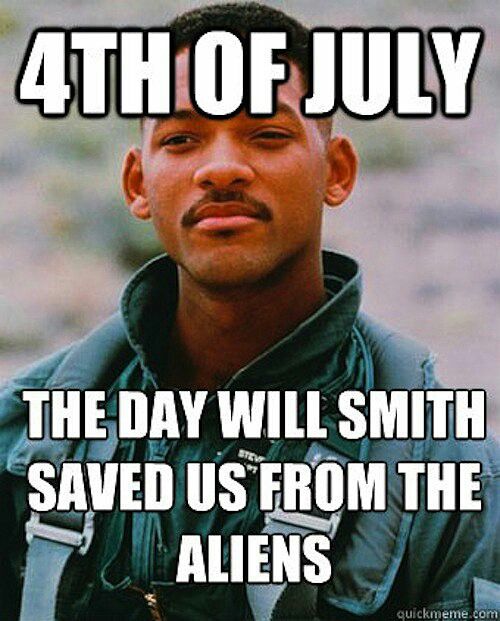 4TH OF JULY
THE DAY WILL SMITH
SAVED US FROM THE
ALIENS
quickmeme.com